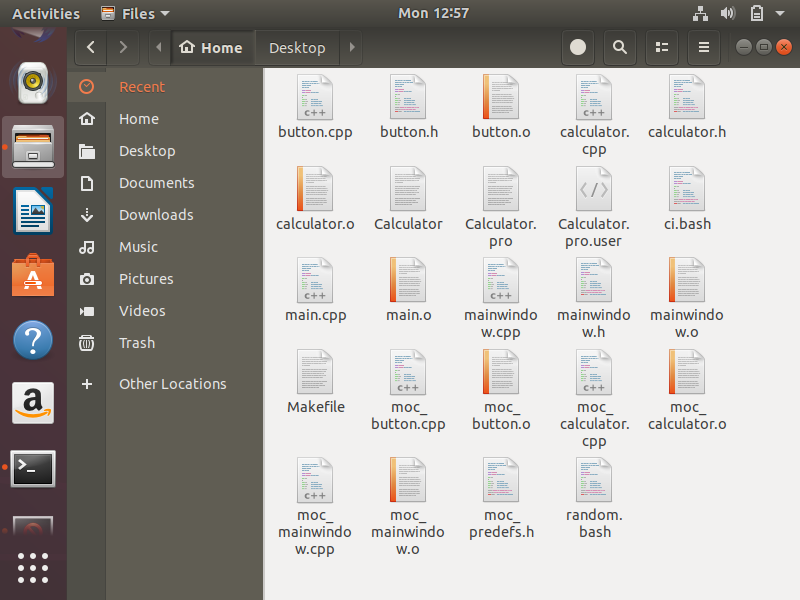 Activities Files Mon 12:57
Home Desktop
Recent
Home
Desktop
Documents
Downloads
Music
Pictures
Videos
Trash
Other Locations
button.cpp button.h button.o calculator.cpp calculator.h
calculator.o Calculator Calculator.pro Calculator.pro.user ci.bash
main.cpp main.o mainwindow.cpp mainwindow.h mainwindow.o
Makefile moc_button.cpp moc_button.o moc_calculator.cpp moc_calculator.o
moc_mainwindow.cpp moc_mainwindow.o moc_predefs.h random.bash